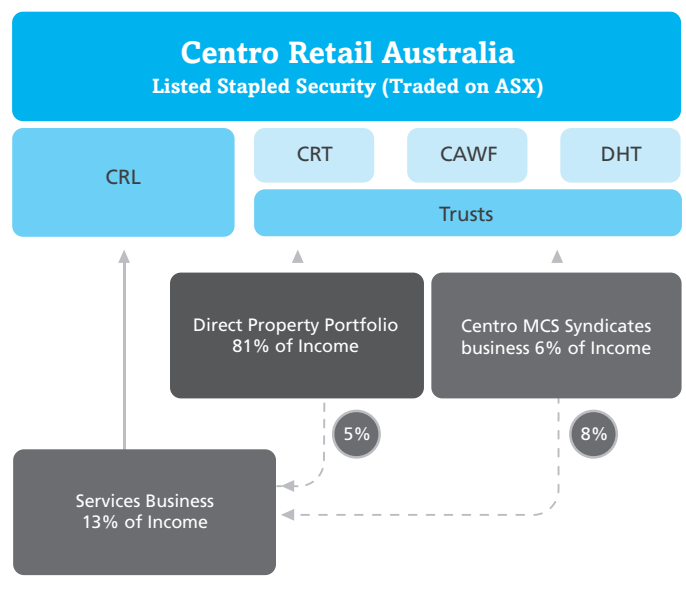 Centro Retail Australia
Listed Stapled Security (Traded on ASX)
CRL
CRT
CAWF
DHT
Trusts
Direct Property Portfolio
81% of Income
Centro MCS Syndicates
business 6% of Income
5%
8%
Services Business
13% of Income